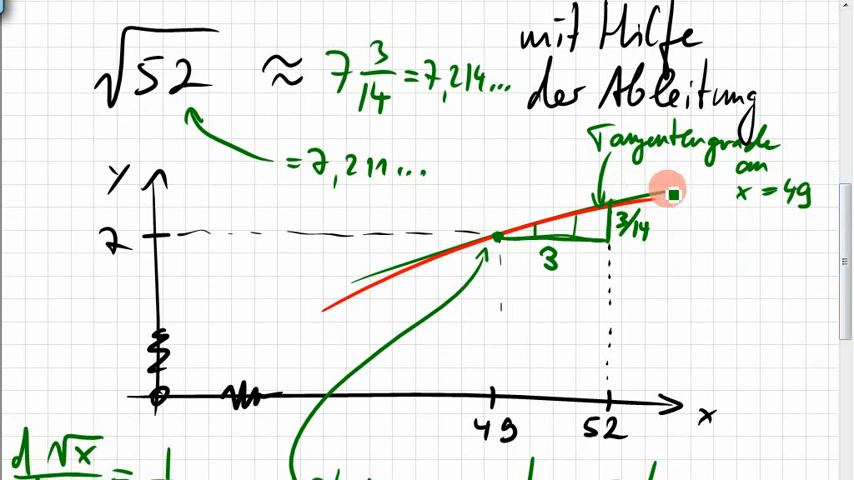 √52 ≈ 7 3/14 = 7,214...
mit Hilfe
der Ableitung
= 7,211...
Tangentengrade
am
x = 49
y
7
3/14
3
49
52
x
d √x